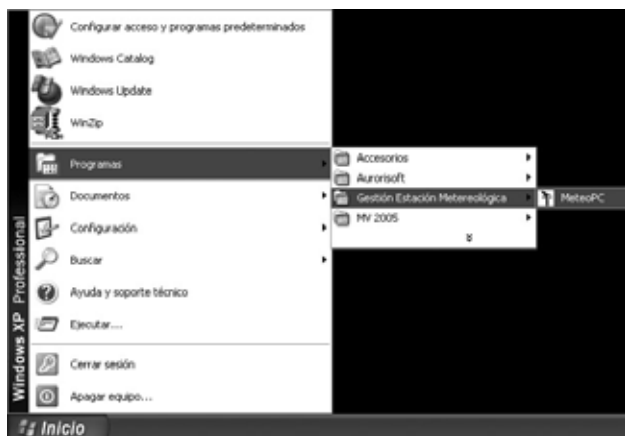 Configurar acceso y programas predeterminados
Windows Catalog
Windows Update
WinZip
Programas
Documentos
Configuración
Buscar
Ayuda y soporte técnico
Ejecutar...
Cerrar sesión
Apagar equipo...
Accesorios
Aurorisoft
Gestión Estación Metereológica
MV 2005
MeteoPC
Windows XP Professional
Inicio